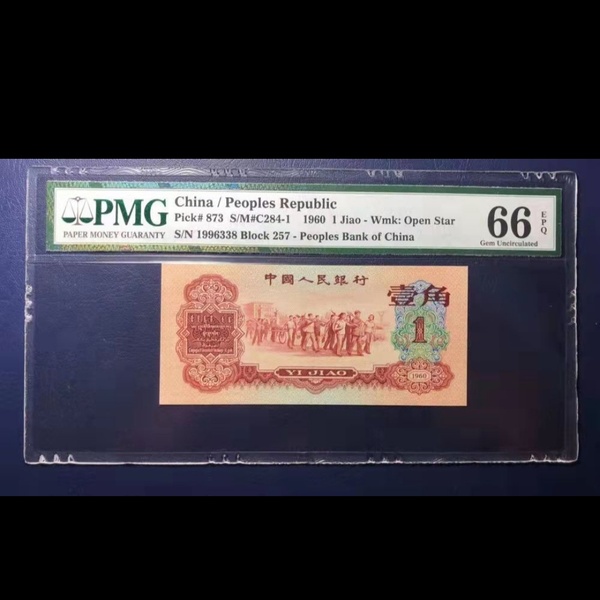 PMG
PAPER MONEY GUARANTY
China / Peoples Republic
Pick# 873 S/M#C284-1 1960 1 Jiao - Wmk: Open Star
S/N 1996338 Block 257 - Peoples Bank of China
66 EPQ
Gem Uncirculated
中國人民銀行
壹角
1
YI JIAO
1960